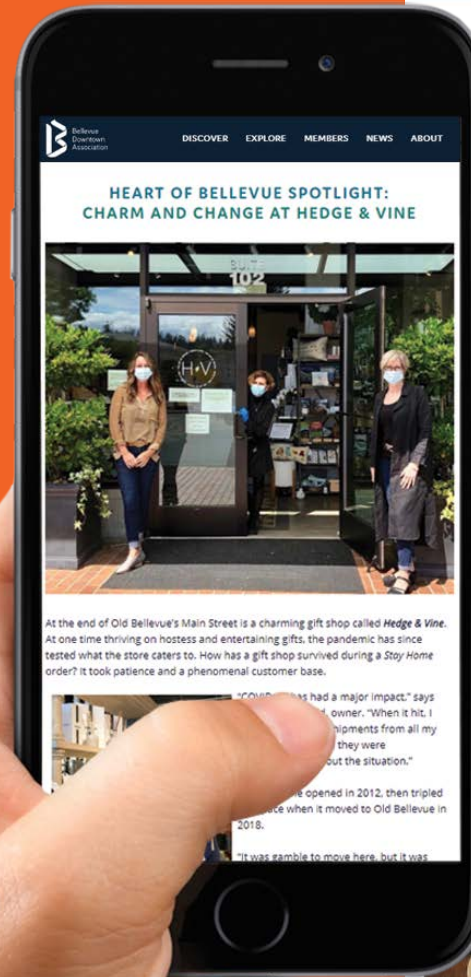 Bellevue
Downtown
Association
DISCOVER EXPLORE MEMBERS NEWS ABOUT
HEART OF BELLEVUE SPOTLIGHT:
CHARM AND CHANGE AT HEDGE & VINE
SUITE
102
H+V
At the end of Old Bellevue's Main Street is a charming gift shop called Hedge & Vine.
At one time thriving on hostess and entertaining gifts, the pandemic has since
tested what the store caters to. How has a gift shop survived during a Stay Home
order? It took patience and a phenomenal customer base.
has had a major impact," says
owner. "When it hit, I
shipments from all my
they were
out the situation."
opened in 2012, then tripled
when it moved to Old Bellevue in
2018.
"It was gamble to move here, but it was